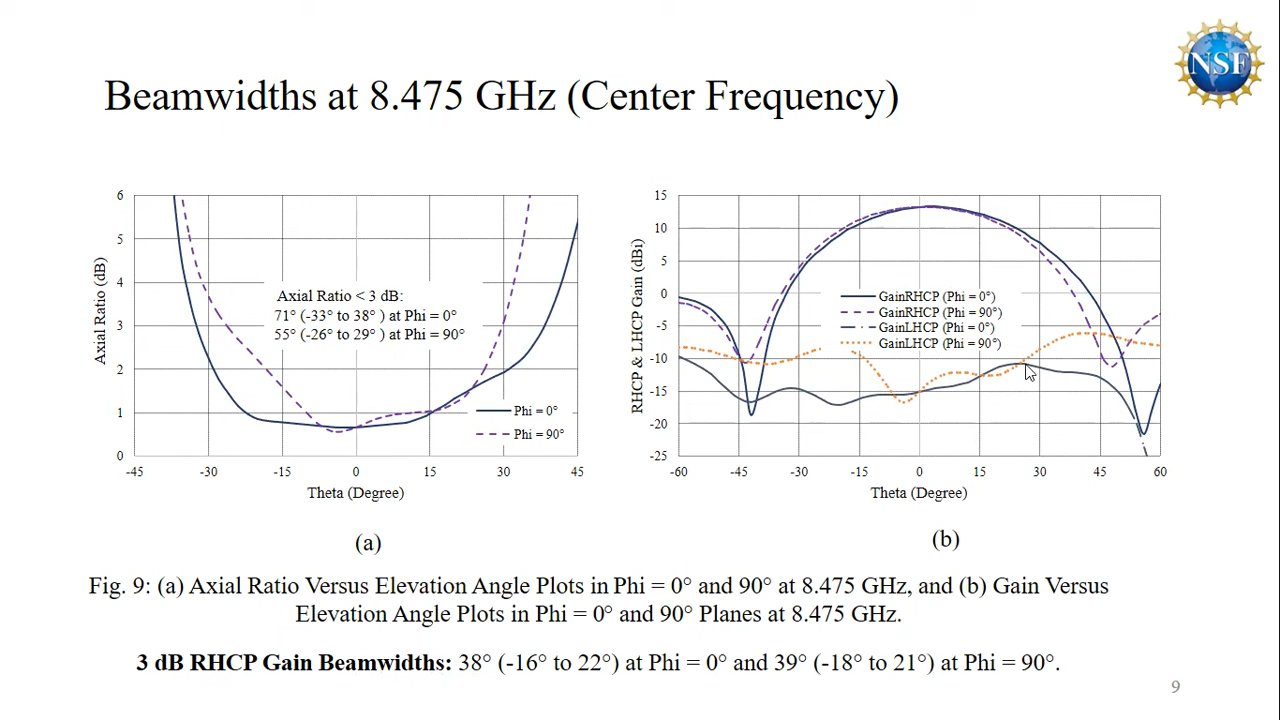 NSF
Beamwidths at 8.475 GHz (Center Frequency)
6
5
4
3
2
1
0
Axial Ratio (dB)
Axial Ratio < 3 dB:
71° (-33° to 38° ) at Phi = 0°
55° (-26° to 29° ) at Phi = 90°
Phi = 0°
Phi = 90°
-45
-30
-15
0
15
30
45
Theta (Degree)
(a)
15
10
5
0
-5
-10
-15
-20
-25
RHCP & LHCP Gain (dBi)
GainRHCP (Phi = 0°)
GainRHCP (Phi = 90°)
GainLHCP (Phi = 0°)
GainLHCP (Phi = 90°)
-60
-45
-30
-15
0
15
30
45
60
Theta (Degree)
(b)
Fig. 9: (a) Axial Ratio Versus Elevation Angle Plots in Phi = 0° and 90° at 8.475 GHz, and (b) Gain Versus
Elevation Angle Plots in Phi = 0° and 90° Planes at 8.475 GHz.
3 dB RHCP Gain Beamwidths: 38° (-16° to 22°) at Phi = 0° and 39° (-18° to 21°) at Phi = 90°.
9